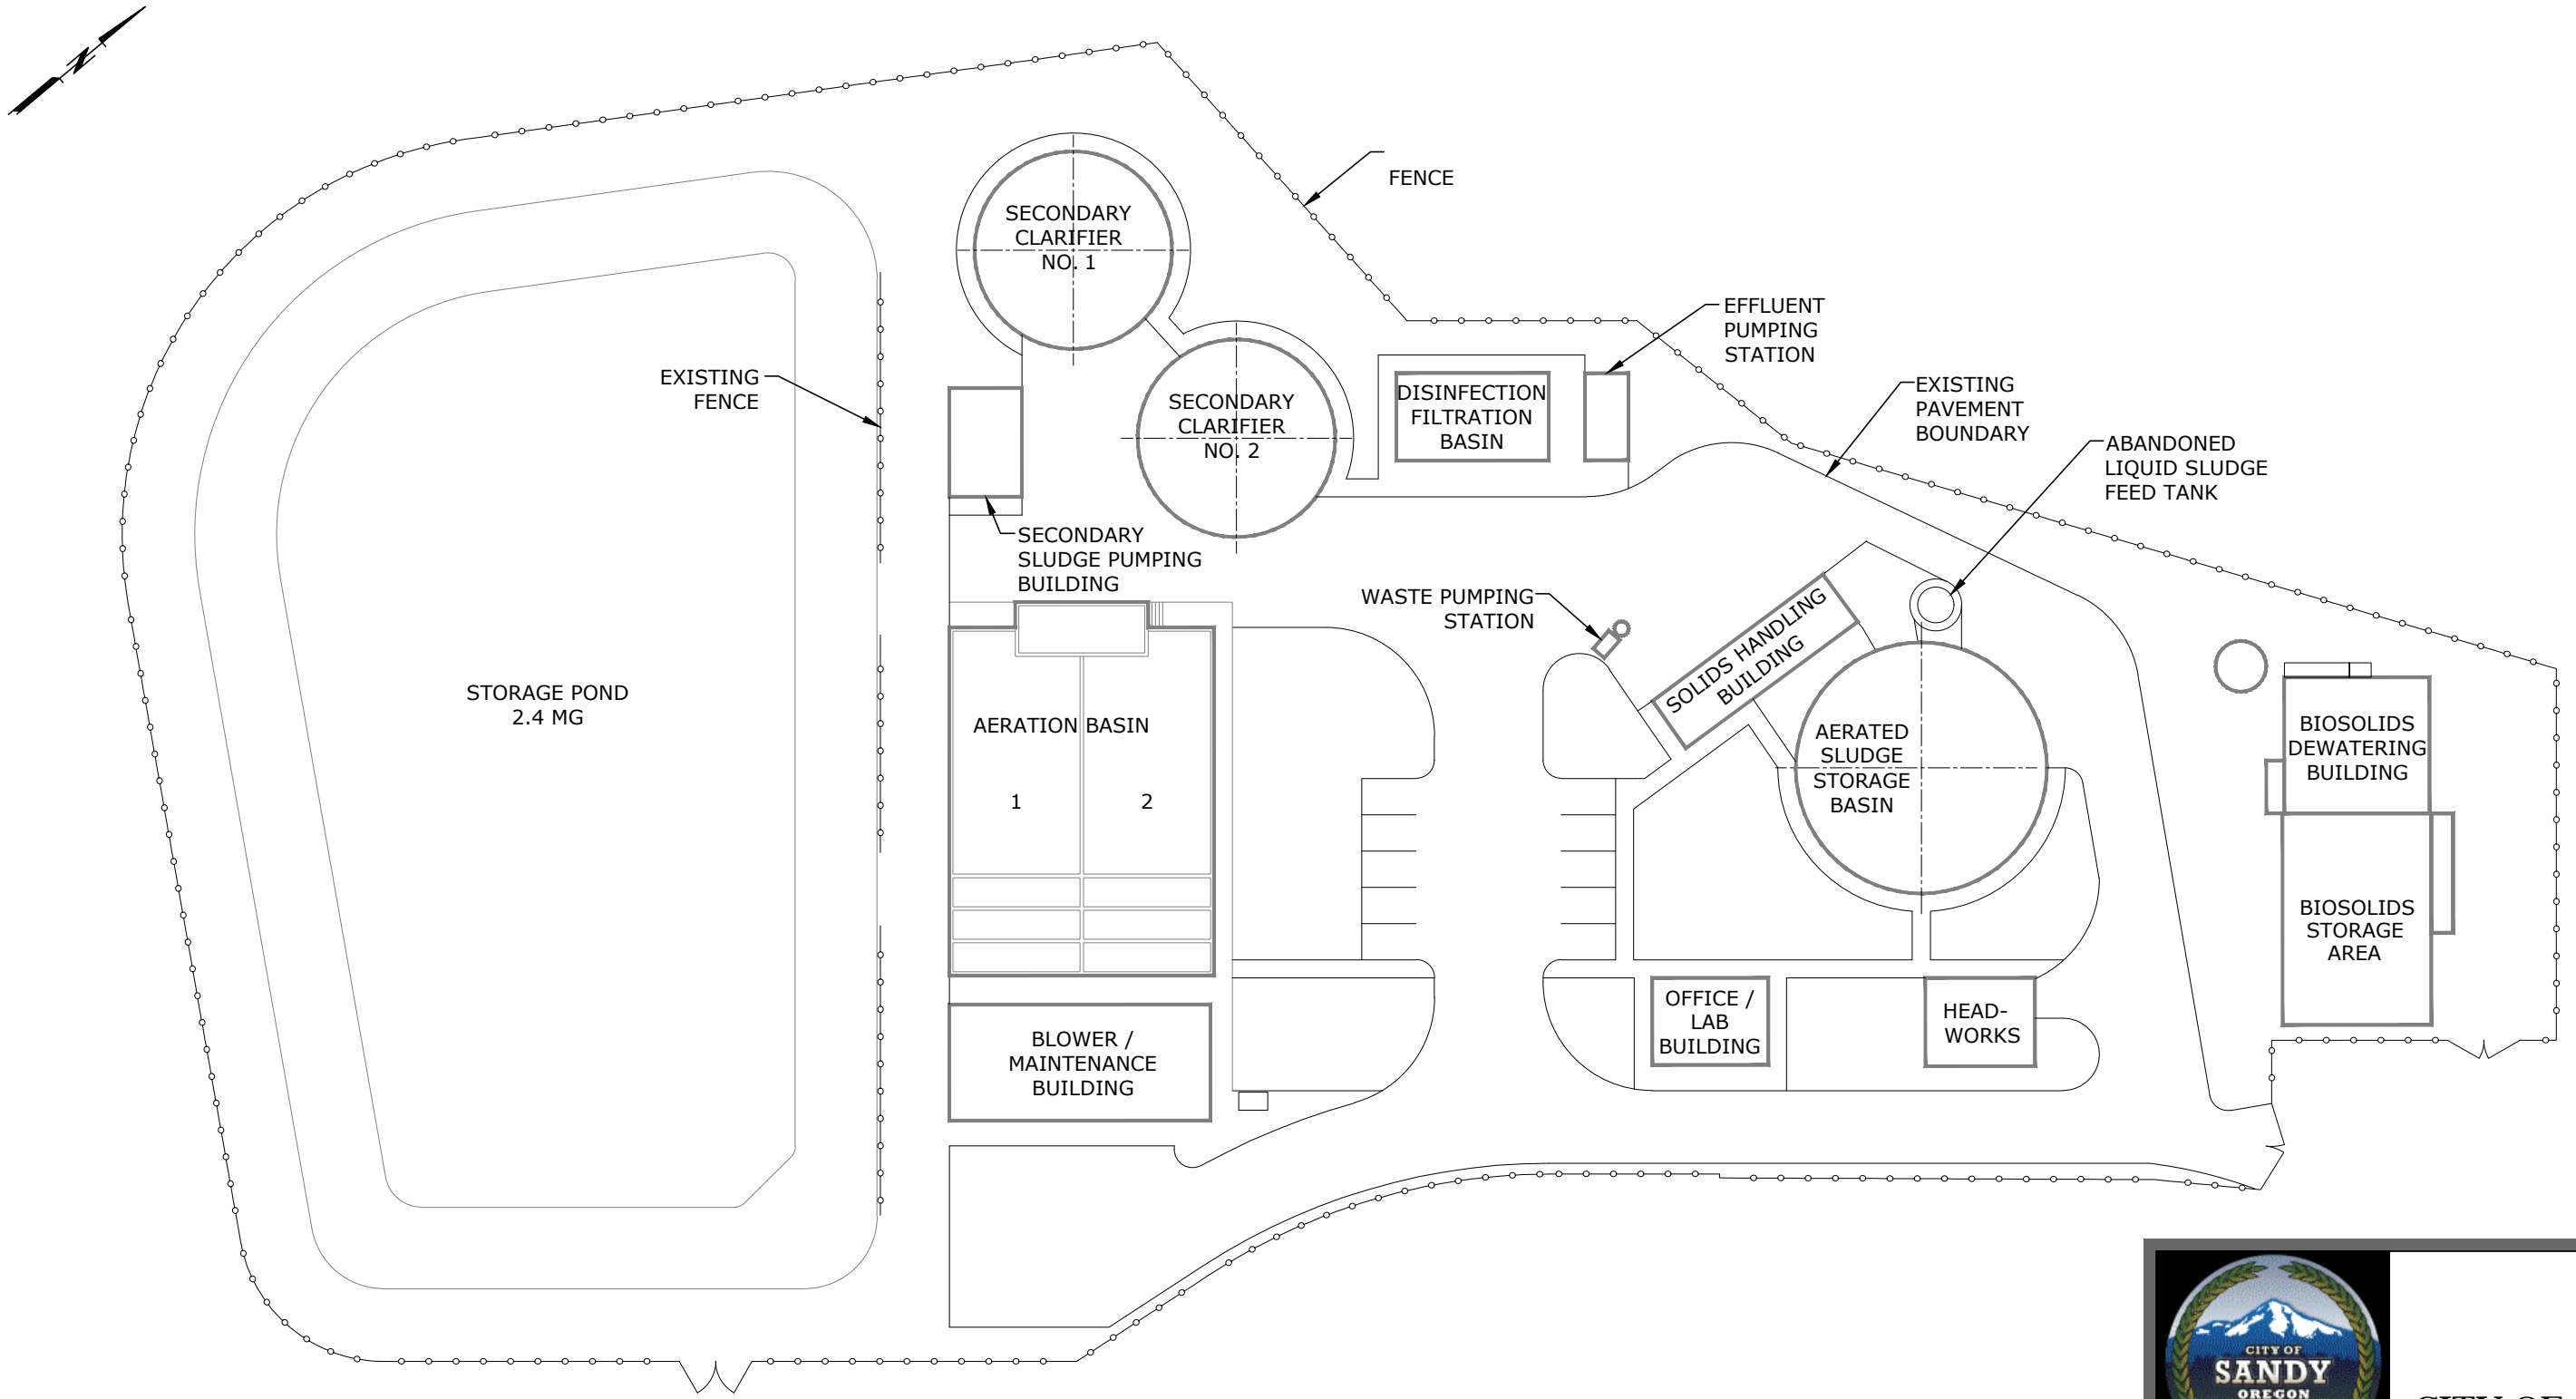 N
FENCE
SECONDARY
CLARIFIER
NO. 1
EFFLUENT
PUMPING
STATION
EXISTING
FENCE
SECONDARY
CLARIFIER
NO. 2
DISINFECTION
FILTRATION
BASIN
EXISTING
PAVEMENT
BOUNDARY
ABANDONED
LIQUID SLUDGE
FEED TANK
SECONDARY
SLUDGE PUMPING
BUILDING
WASTE PUMPING
STATION
SOLIDS HANDLING
BUILDING
STORAGE POND
2.4 MG
AERATION BASIN
1
2
AERATED
SLUDGE
STORAGE
BASIN
BIOSOLIDS
DEWATERING
BUILDING
BIOSOLIDS
STORAGE
AREA
BLOWER /
MAINTENANCE
BUILDING
OFFICE /
LAB
BUILDING
HEAD-
WORKS
CITY OF
SANDY
OREGON
CITY OF